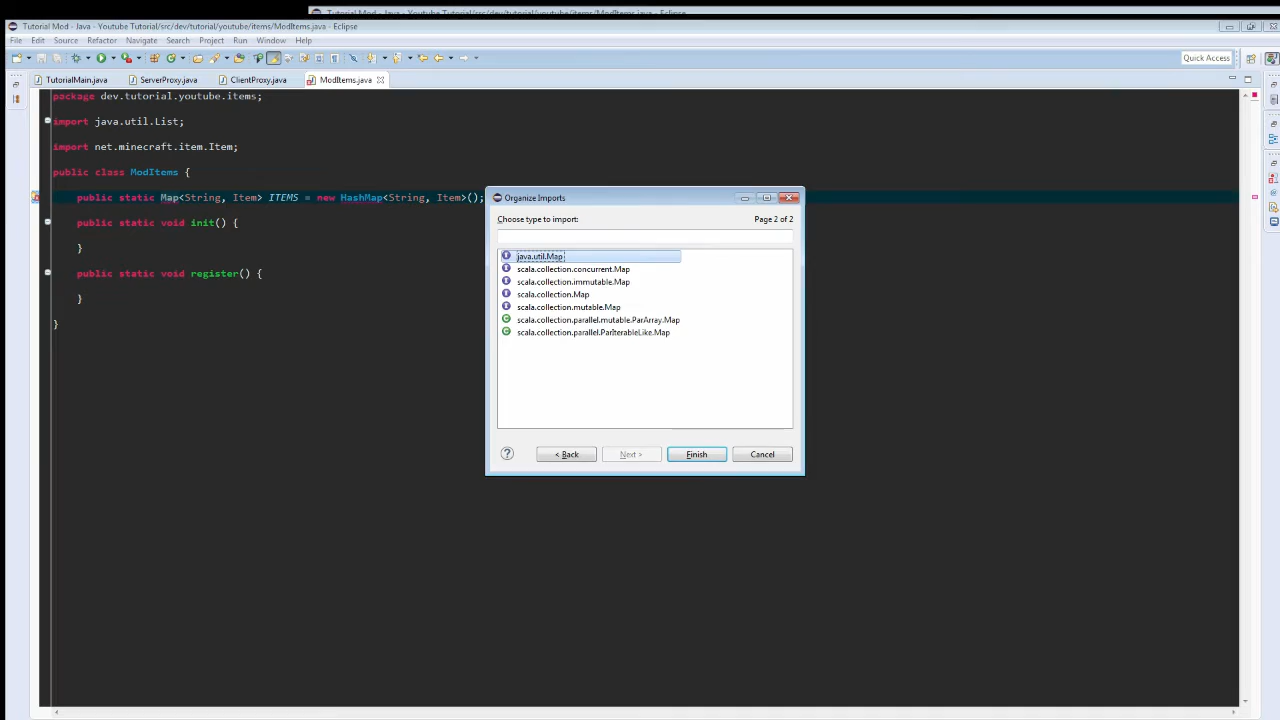 Tutorial Mod - Java - Youtube Tutorial/src/dev/tutorial/youtube/items/ModItems.java - Eclipse
File Edit Source Refactor Navigate Search Project Run Window Help
Quick Access
TutorialMain.java ServerProxy.java ClientProxy.java ModItems.java
package dev.tutorial.youtube.items;
import java.util.List;
import net.minecraft.item.Item;
public class ModItems {
public static Map<String, Item> ITEMS = new HashMap<String, Item>();
public static void init() {
}
public static void register() {
}
}
Organize Imports
Choose type to import: Page 2 of 2
java.util.Map
scala.collection.concurrent.Map
scala.collection.immutable.Map
scala.collection.Map
scala.collection.mutable.Map
scala.collection.parallel.mutable.ParArray.Map
scala.collection.parallel.ParIterableLike.Map
< Back Next > Finish Cancel